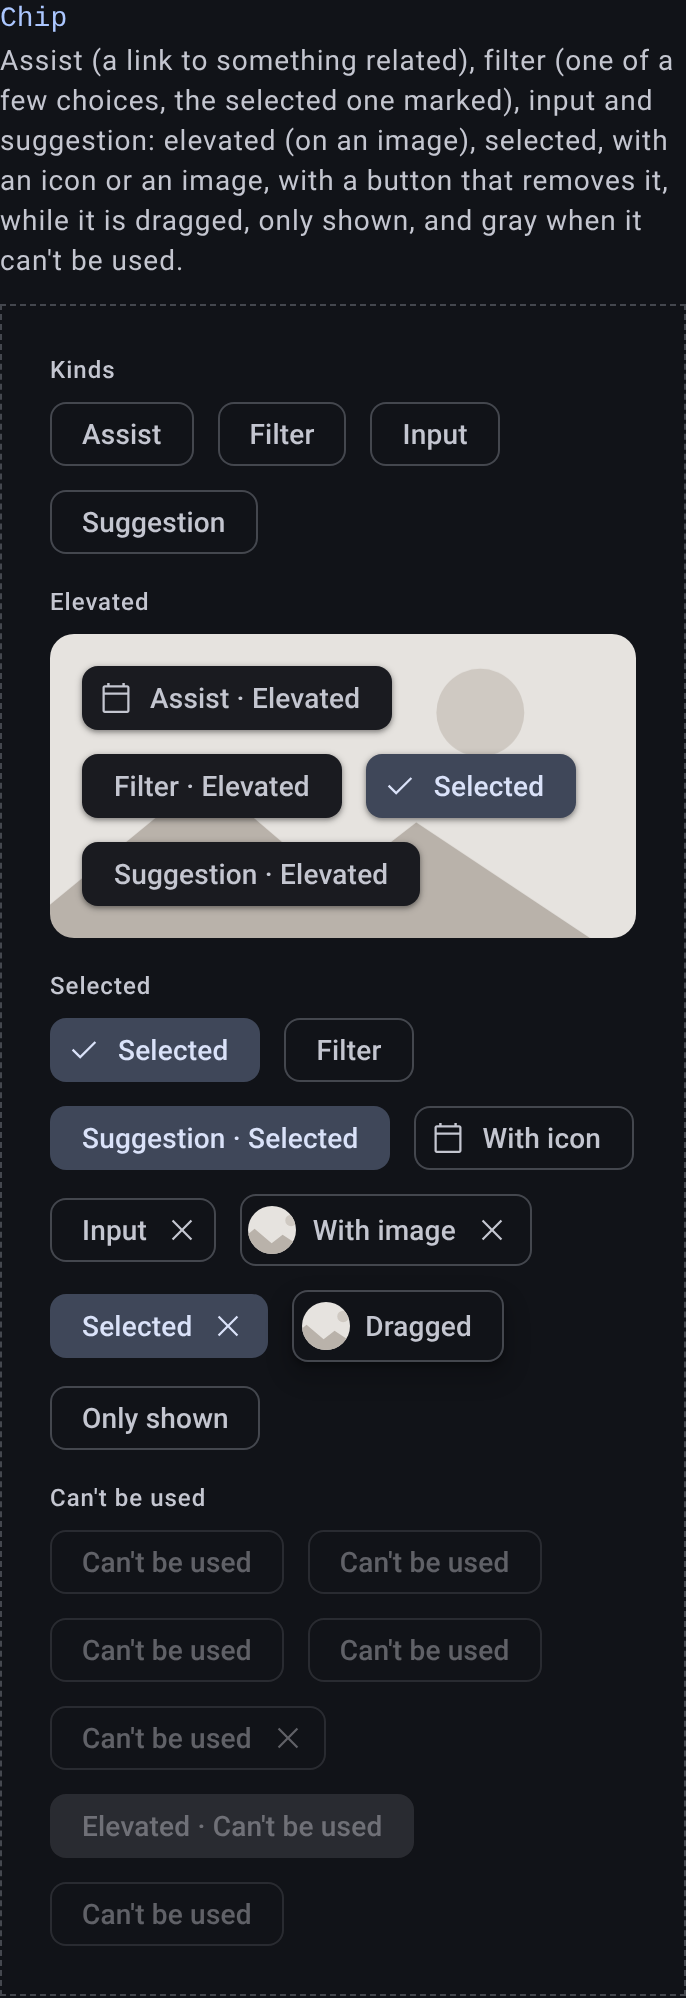 Chip
Assist (a link to something related), filter (one of a
few choices, the selected one marked), input and
suggestion: elevated (on an image), selected, with
an icon or an image, with a button that removes it,
while it is dragged, only shown, and gray when it
can't be used.
Kinds
Assist
Filter
Input
Suggestion
Elevated
Assist · Elevated
Filter · Elevated
Selected
Suggestion · Elevated
Selected
Selected
Filter
Suggestion · Selected
With icon
Input
With image
Selected
Dragged
Only shown
Can't be used
Can't be used
Can't be used
Can't be used
Can't be used
Can't be used
Elevated · Can't be used
Can't be used